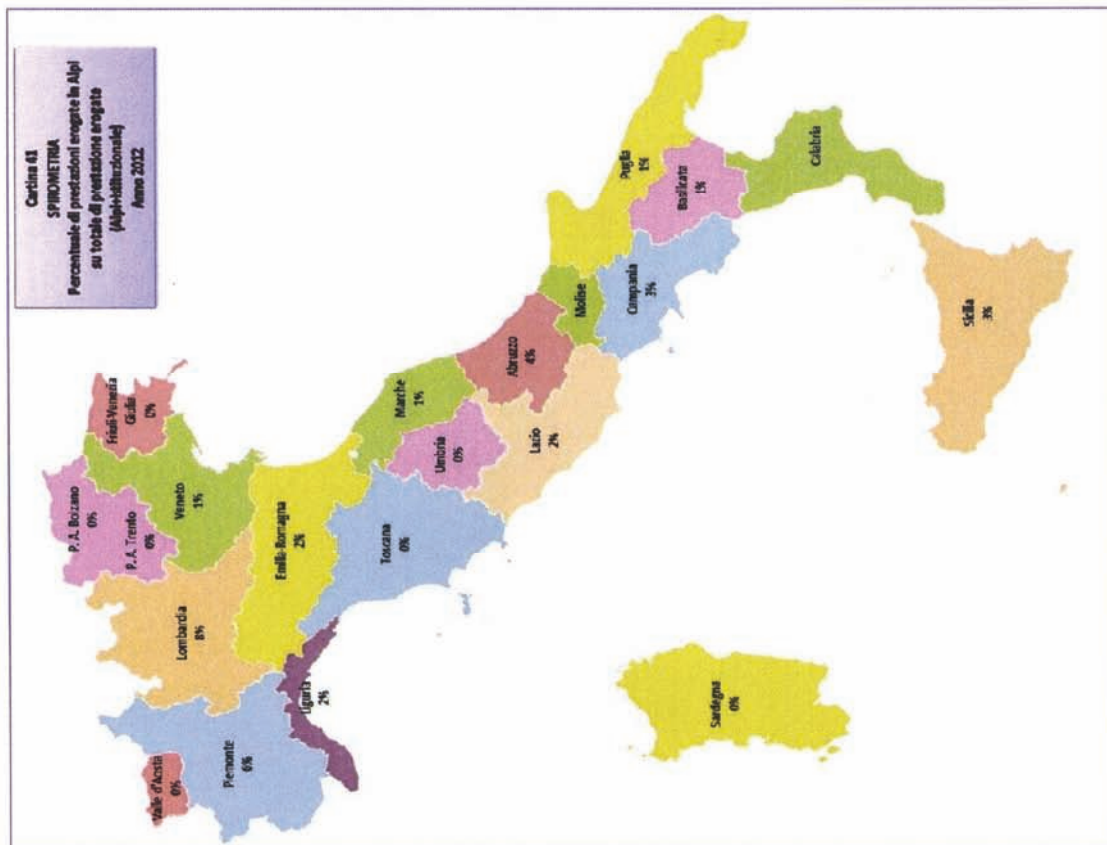 Cartina 61
SPIROMETRIA
Percentuale di prestazioni erogate in Alpi
su totale di prestazione erogate
(Alpi+Istituzionale)
Anno 2012
P. A. Bolzano
0%
P. A. Trento
0%
Friuli-Venezia
Giulia
0%
Valle d'Aosta
0%
Piemonte
6%
Lombardia
8%
Veneto
1%
Liguria
2%
Emilia-Romagna
2%
Toscana
0%
Umbria
0%
Marche
1%
Lazio
2%
Abruzzo
4%
Molise
Campania
3%
Puglia
1%
Basilicata
1%
Calabria
Sardegna
0%
Sicilia
3%